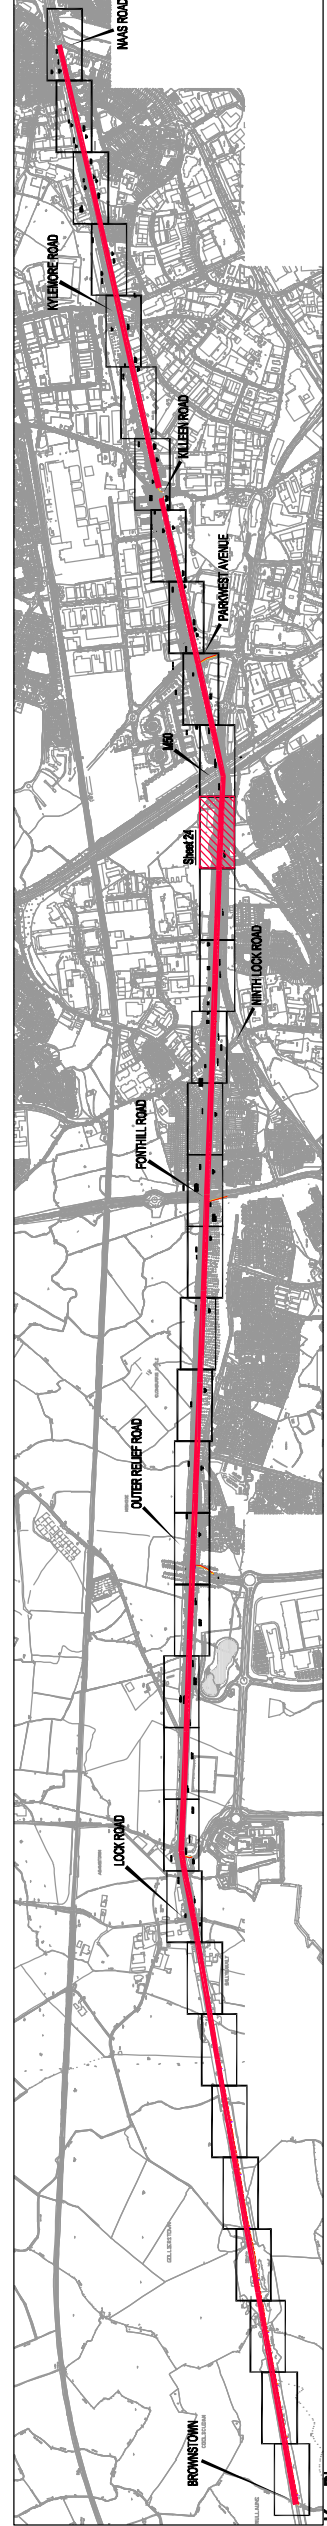 NAAS ROAD
KYLEMORE ROAD
KILLEEN ROAD
PARKWEST AVENUE
M50
Sheet 24
NINTH LOCK ROAD
FONTHILL ROAD
OUTER RELIEF ROAD
LOCK ROAD
BROWNSTOWN